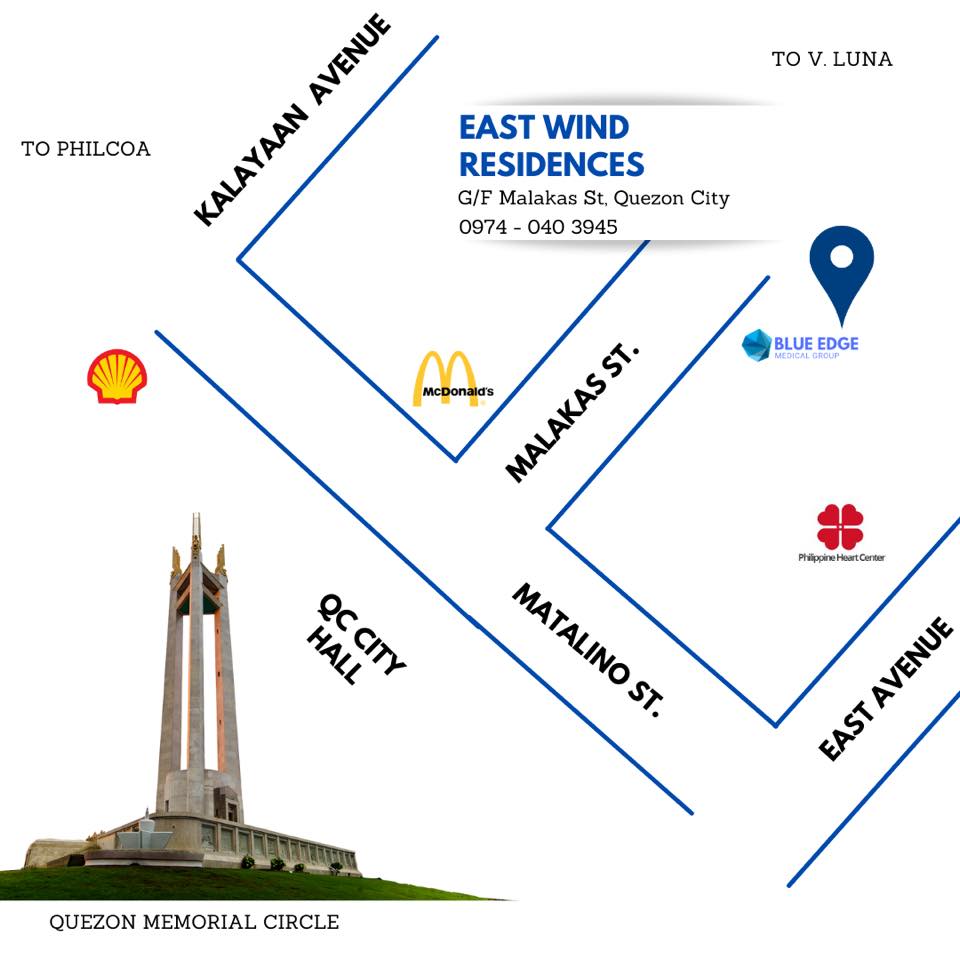 KALAYAAN AVENUE
TO V. LUNA
TO PHILCOA
EAST WIND
RESIDENCES
G/F Malakas St, Quezon City
0974 - 040 3945
BLUE EDGE
MEDICAL GROUP
McDonald's
MALAKAS ST.
Philippine Heart Center
QC CITY
HALL
MATALINO ST.
EAST AVENUE
QUEZON MEMORIAL CIRCLE